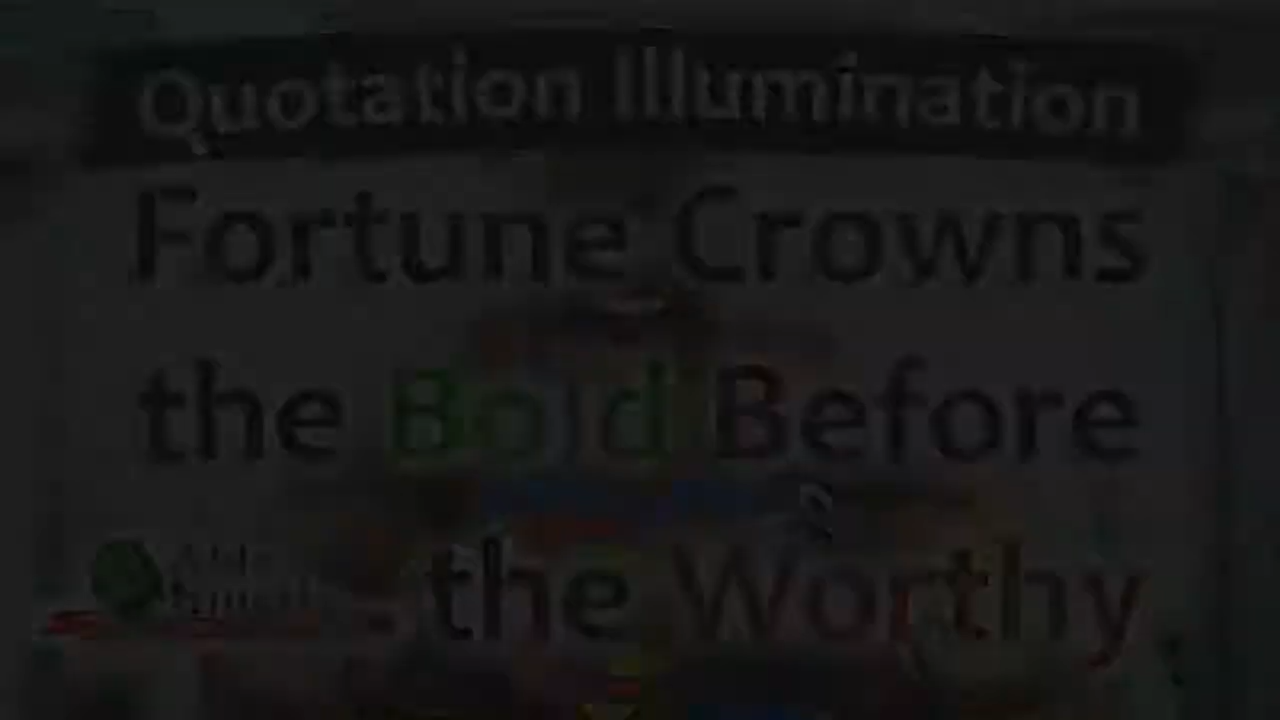 Quotation Illumination
Fortune Crowns
the Bold Before
the Worthy